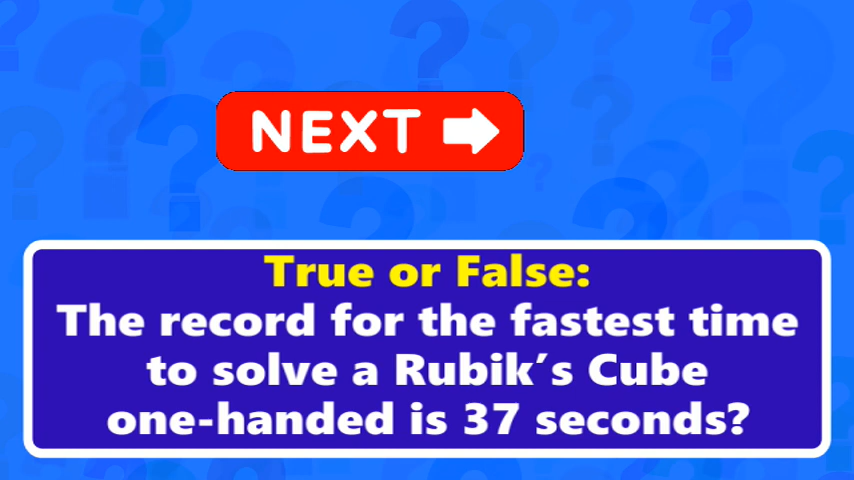 NEXT
True or False:
The record for the fastest time
to solve a Rubik’s Cube
one-handed is 37 seconds?